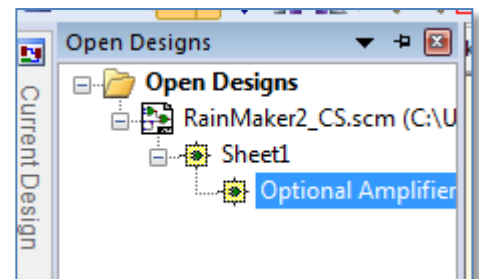 Open Designs
Current Design
Open Designs
RainMaker2_CS.scm (C:\U
Sheet1
Optional Amplifier